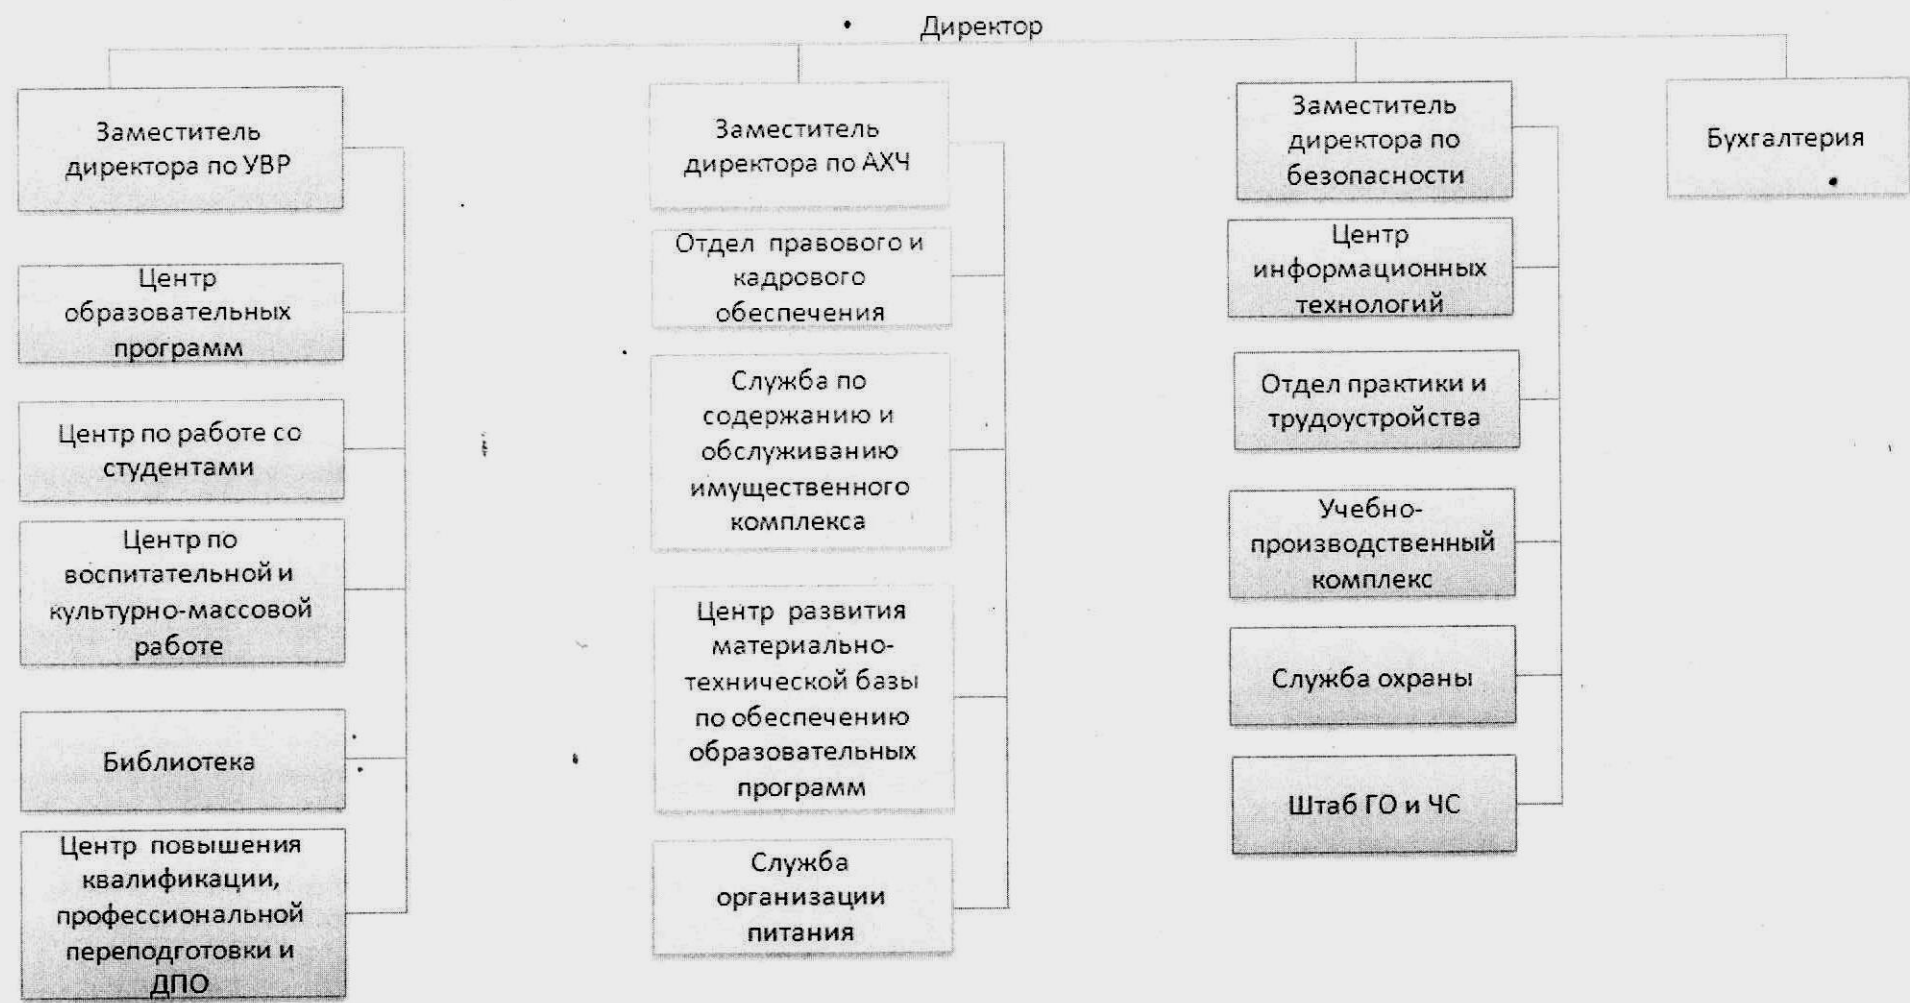 Директор
Заместитель
директора по УВР
Центр
образовательных
программ
Центр по работе со
студентами
Центр по
воспитательной и
культурно-массовой
работе
Библиотека
Центр повышения
квалификации,
профессиональной
переподготовки и
ДПО
Заместитель
директора по АХЧ
Отдел правового и
кадрового
обеспечения
Служба по
содержанию и
обслуживанию
имущественного
комплекса
Центр развития
материально-
технической базы
по обеспечению
образовательных
программ
Служба
организации
питания
Заместитель
директора по
безопасности
Центр
информационных
технологий
Отдел практики и
трудоустройства
Учебно-
производственный
комплекс
Служба охраны
Штаб ГО и ЧС
Бухгалтерия